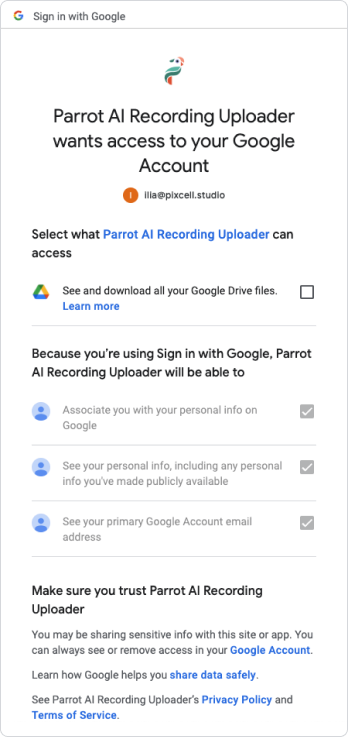 Sign in with Google
Parrot AI Recording Uploader
wants access to your Google
Account
I
ilia@pixcell.studio
Select what Parrot AI Recording Uploader can
access
See and download all your Google Drive files.
Learn more
Because you're using Sign in with Google, Parrot
AI Recording Uploader will be able to
Associate you with your personal info on
Google
See your personal info, including any personal
info you've made publicly available
See your primary Google Account email
address
Make sure you trust Parrot AI Recording
Uploader
You may be sharing sensitive info with this site or app. You
can always see or remove access in your Google Account.
Learn how Google helps you share data safely.
See Parrot AI Recording Uploader's Privacy Policy and
Terms of Service.